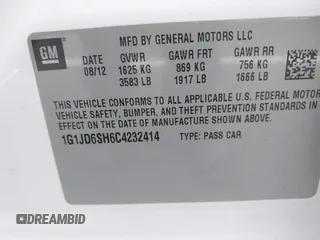 GM
MFD BY GENERAL MOTORS LLC
DATE GVWR GAWR FRT GAWR RR
08/12 1625 KG 869 KG 756 KG
3583 LB 1917 LB 1666 LB
THIS VEHICLE CONFORMS TO ALL APPLICABLE U.S. FEDERAL MOTOR
VEHICLE SAFETY, BUMPER, AND THEFT PREVENTION STANDARDS
IN EFFECT ON THE DATE OF MANUFACTURE SHOWN ABOVE.
1G1JD6SH6C4232414 TYPE: PASS CAR
DREAMBID